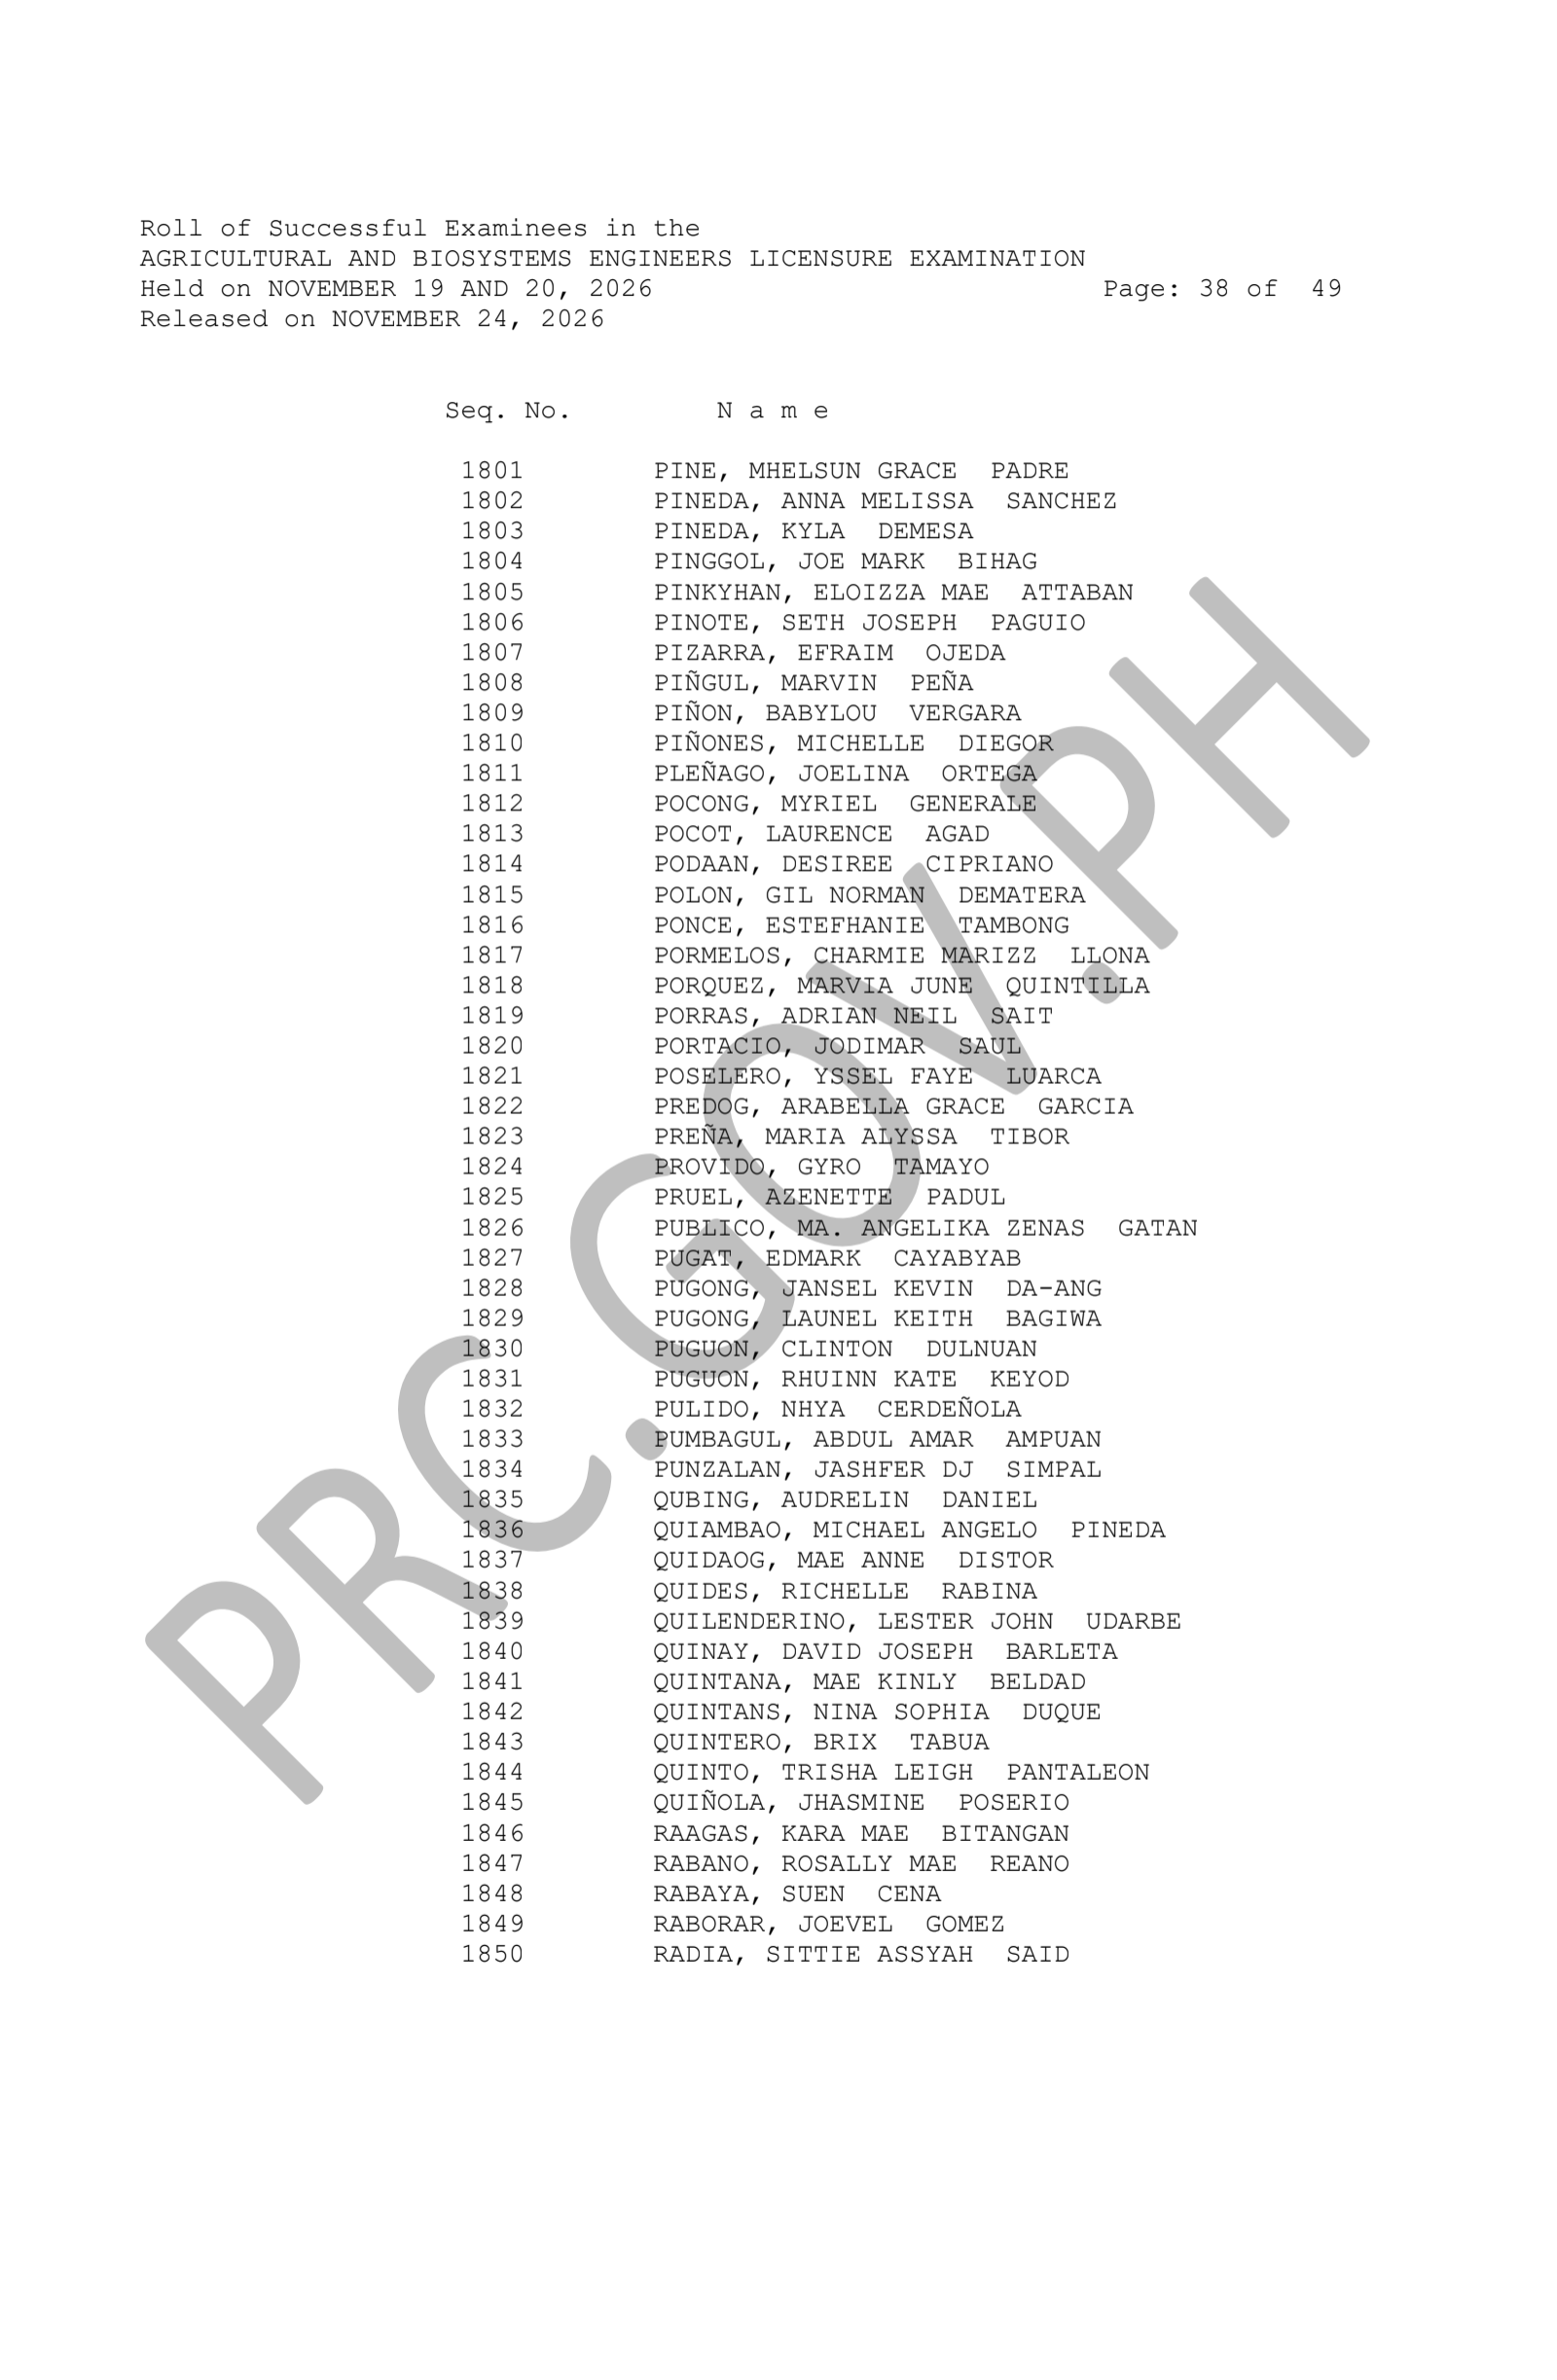 Roll of Successful Examinees in the
AGRICULTURAL AND BIOSYSTEMS ENGINEERS LICENSURE EXAMINATION
Held on NOVEMBER 19 AND 20, 2026 Page: 38 of 49
Released on NOVEMBER 24, 2026
Seq. No. N a m e
1801 PINE, MHELSUN GRACE PADRE
1802 PINEDA, ANNA MELISSA SANCHEZ
1803 PINEDA, KYLA DEMESA
1804 PINGGOL, JOE MARK BIHAG
1805 PINKYHAN, ELOIZZA MAE ATTABAN
1806 PINOTE, SETH JOSEPH PAGUIO
1807 PIZARRA, EFRAIM OJEDA
1808 PIÑGUL, MARVIN PEÑA
1809 PIÑON, BABYLOU VERGARA
1810 PIÑONES, MICHELLE DIEGOR
1811 PLEÑAGO, JOELINA ORTEGA
1812 POCONG, MYRIEL GENERALE
1813 POCOT, LAURENCE AGAD
1814 PODAAN, DESIREE CIPRIANO
1815 POLON, GIL NORMAN DEMATERA
1816 PONCE, ESTEFHANIE TAMBONG
1817 PORMELOS, CHARMIE MARIZZ LLONA
1818 PORQUEZ, MARVIA JUNE QUINTILLA
1819 PORRAS, ADRIAN NEIL SAIT
1820 PORTACIO, JODIMAR SAUL
1821 POSELERO, YSSEL FAYE LUARCA
1822 PREDOG, ARABELLA GRACE GARCIA
1823 PREÑA, MARIA ALYSSA TIBOR
1824 PROVIDO, GYRO TAMAYO
1825 PRUEL, AZENETTE PADUL
1826 PUBLICO, MA. ANGELIKA ZENAS GATAN
1827 PUGAT, EDMARK CAYABYAB
1828 PUGONG, JANSEL KEVIN DA-ANG
1829 PUGONG, LAUNEL KEITH BAGIWA
1830 PUGUON, CLINTON DULNUAN
1831 PUGUON, RHUINN KATE KEYOD
1832 PULIDO, NHYA CERDEÑOLA
1833 PUMBAGUL, ABDUL AMAR AMPUAN
1834 PUNZALAN, JASHFER DJ SIMPAL
1835 QUBING, AUDRELIN DANIEL
1836 QUIAMBAO, MICHAEL ANGELO PINEDA
1837 QUIDAOG, MAE ANNE DISTOR
1838 QUIDES, RICHELLE RABINA
1839 QUILENDERINO, LESTER JOHN UDARBE
1840 QUINAY, DAVID JOSEPH BARLETA
1841 QUINTANA, MAE KINLY BELDAD
1842 QUINTANS, NINA SOPHIA DUQUE
1843 QUINTERO, BRIX TABUA
1844 QUINTO, TRISHA LEIGH PANTALEON
1845 QUIÑOLA, JHASMINE POSERIO
1846 RAAGAS, KARA MAE BITANGAN
1847 RABANO, ROSALLY MAE REANO
1848 RABAYA, SUEN CENA
1849 RABORAR, JOEVEL GOMEZ
1850 RADIA, SITTIE ASSYAH SAID
PRC.GOV.PH